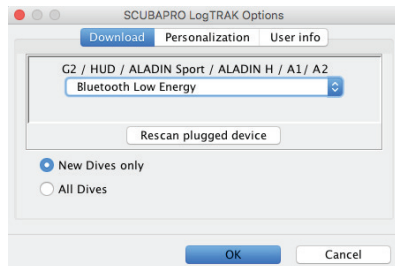 SCUBAPRO LogTRAK Options
Download Personalization User info
G2 / HUD / ALADIN Sport / ALADIN H / A1/ A2
Bluetooth Low Energy
Rescan plugged device
New Dives only
All Dives
OK Cancel